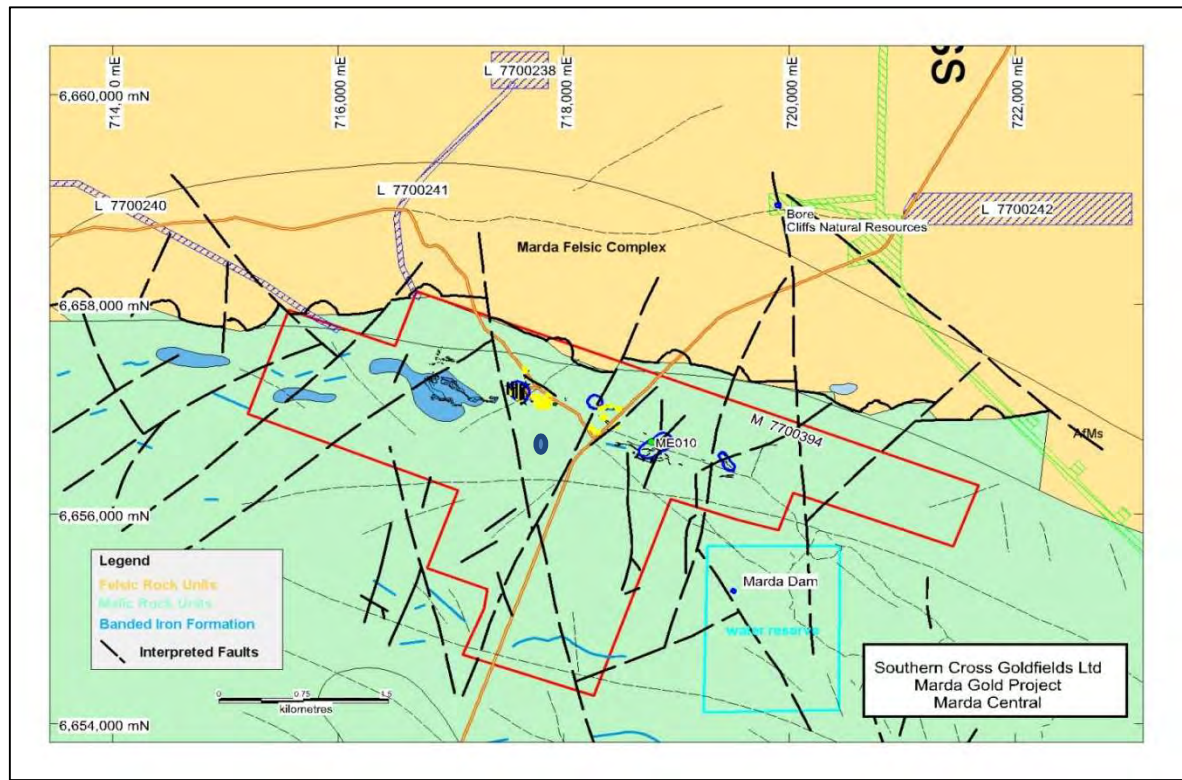 SS
L 7700238
6,660,000 mN
714,000 mE
716,000 mE
718,000 mE
720,000 mE
722,000 mE
L 7700241
L 7700240
L 7700242
Bore
Cliffs Natural Resources
Marda Felsic Complex
6,658,000 mN
M 7700394
AfMs
ME010
6,656,000 mN
Legend
Felsic Rock Units
Mafic Rock Units
Banded Iron Formation
Interpreted Faults
Marda Dam
water reserve
0 0.75 1.5
kilometres
Southern Cross Goldfields Ltd
Marda Gold Project
Marda Central
6,654,000 mN